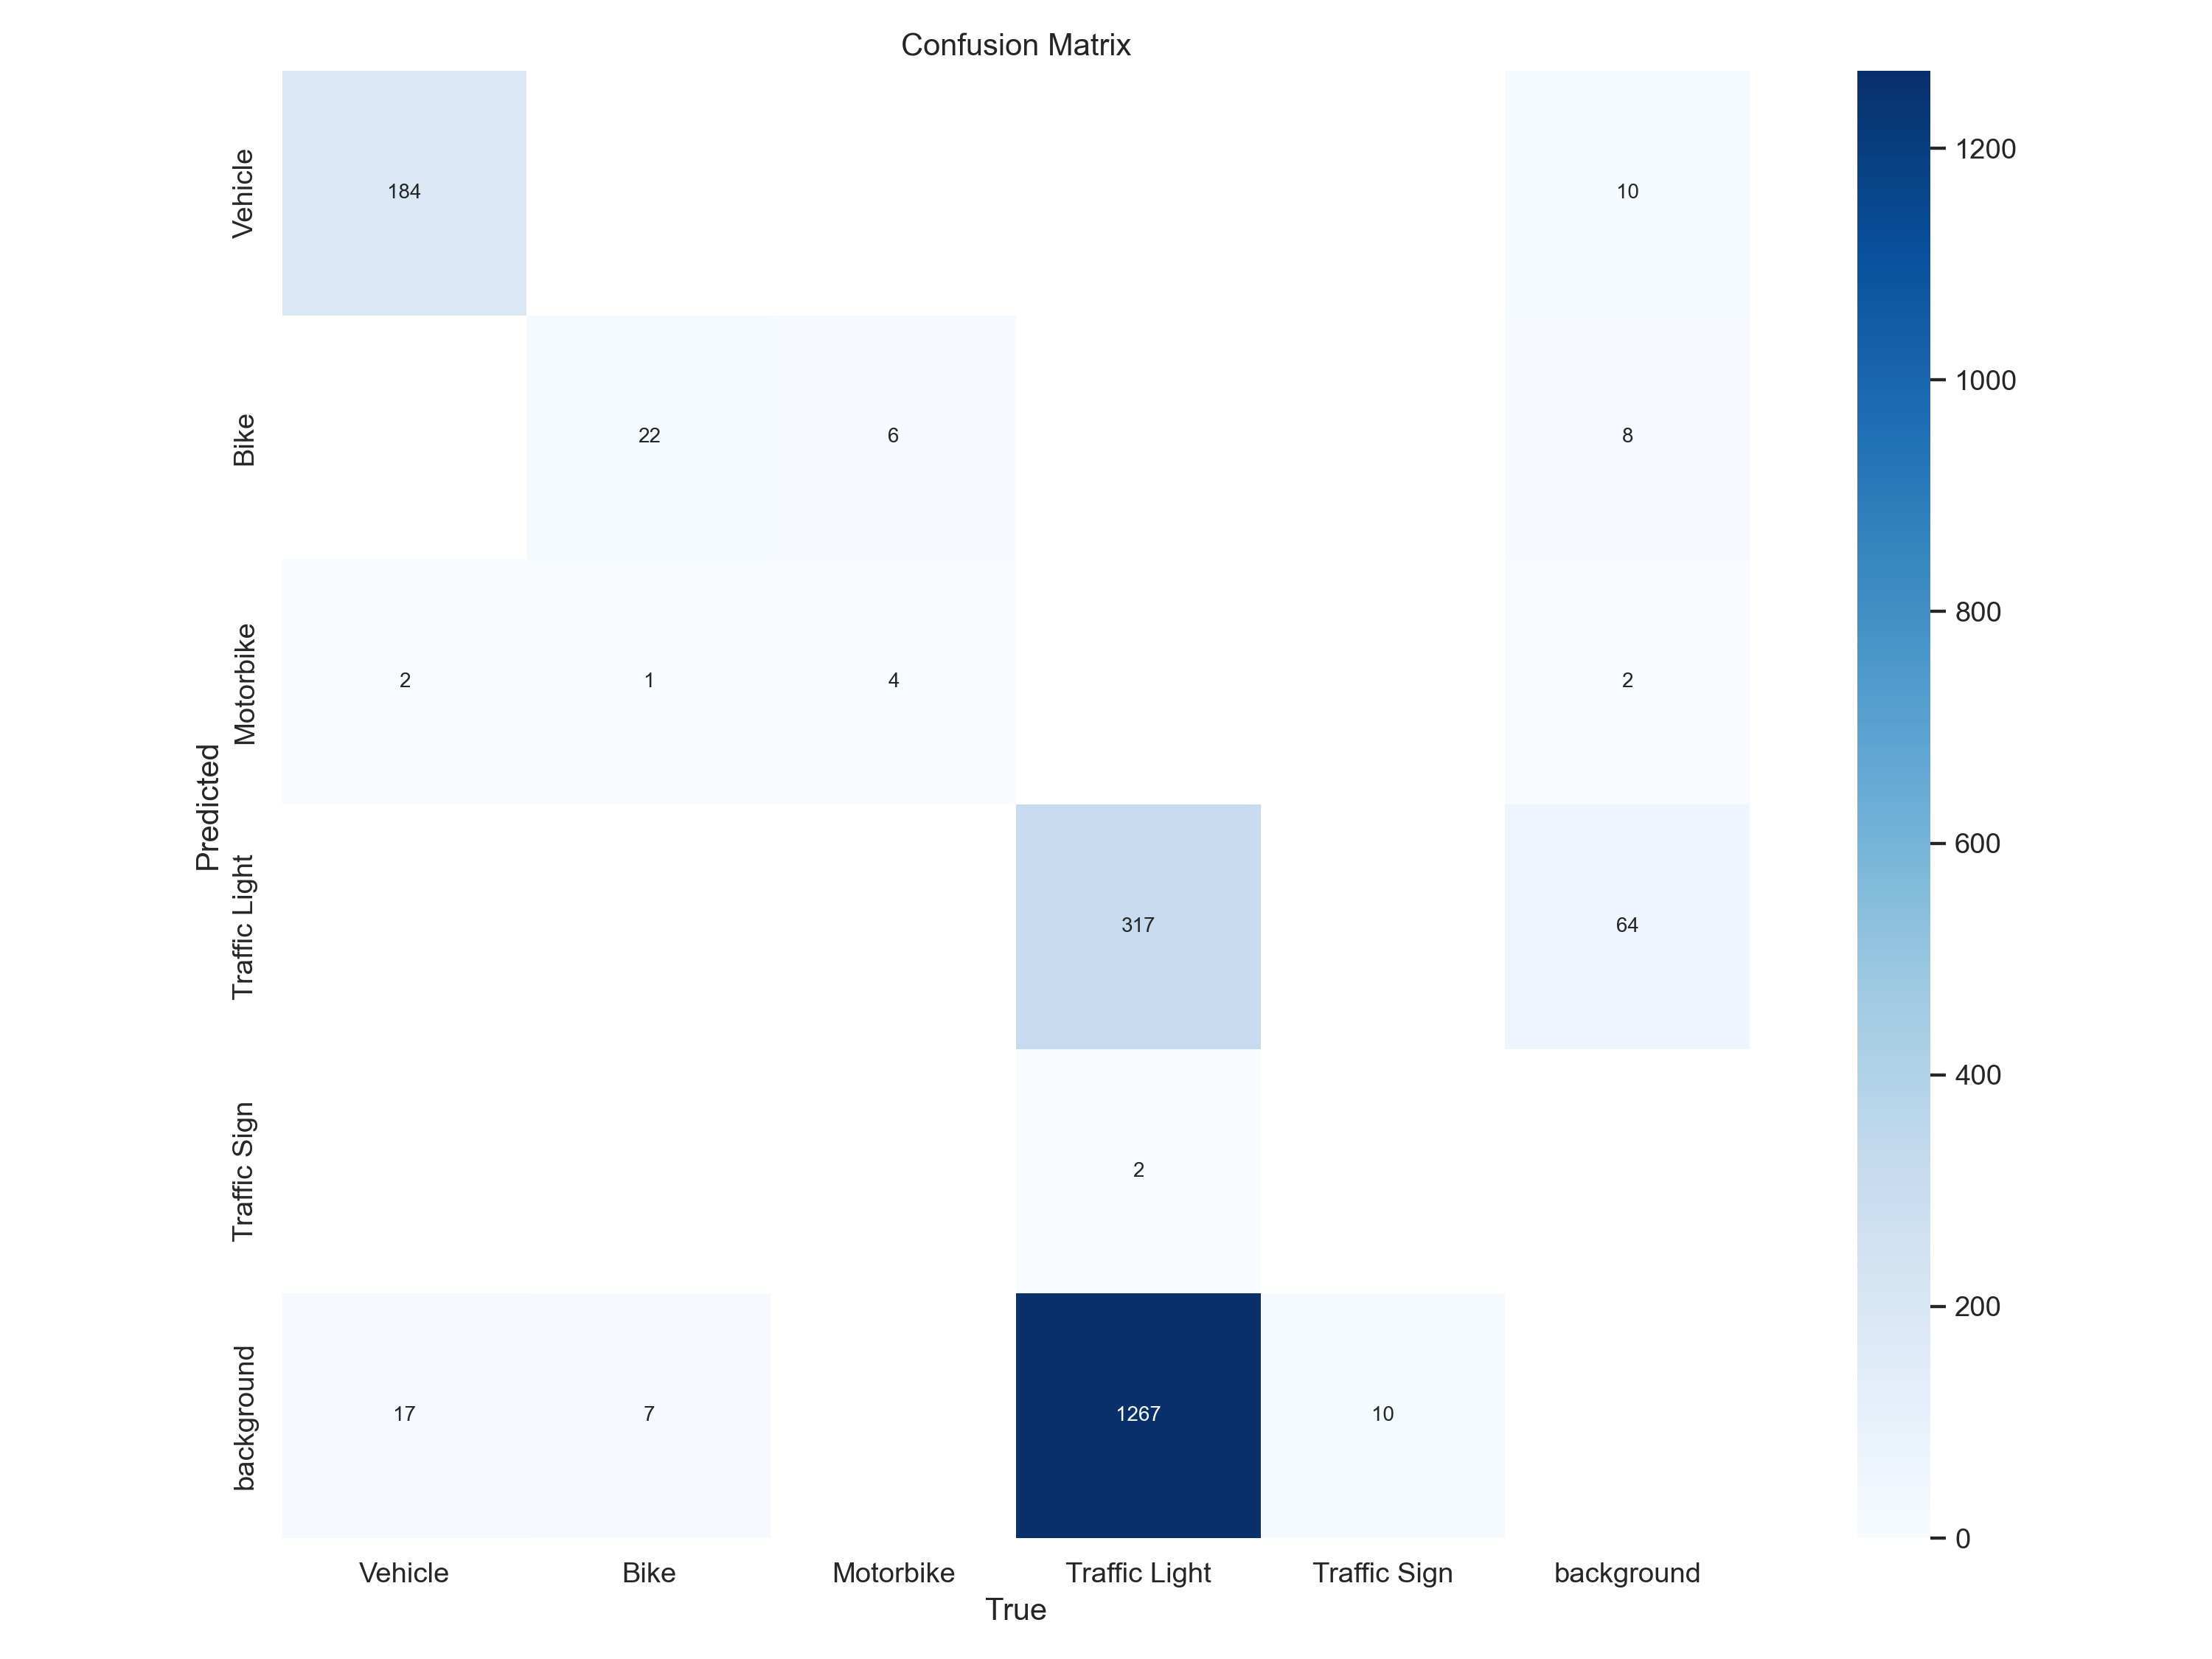 Confusion Matrix
Vehicle
184
10
Bike
22
6
8
Motorbike
2
1
4
2
Traffic Light
317
64
Traffic Sign
2
background
17
7
1267
10
Predicted
Vehicle
Bike
Motorbike
Traffic Light
Traffic Sign
background
True
1200
1000
800
600
400
200
0